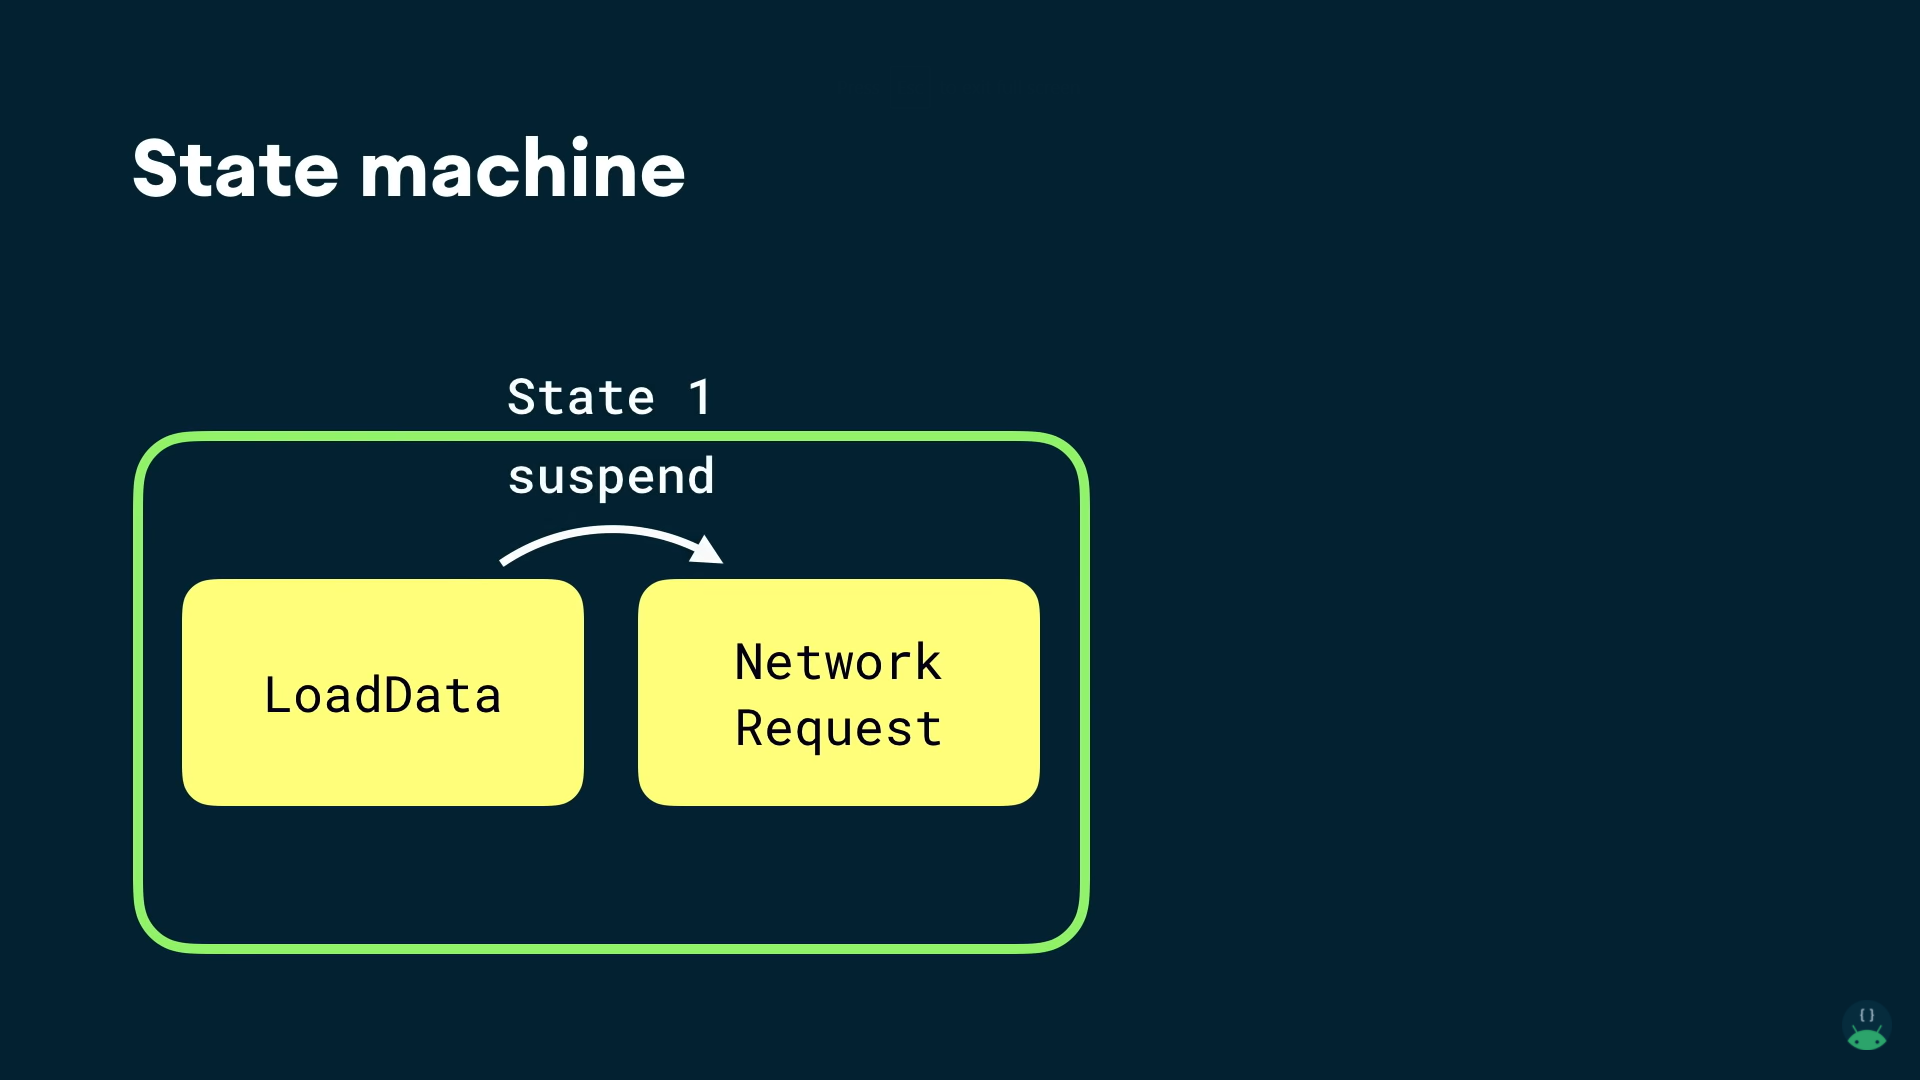 State machine
State 1
suspend
LoadData
Network
Request
{ }